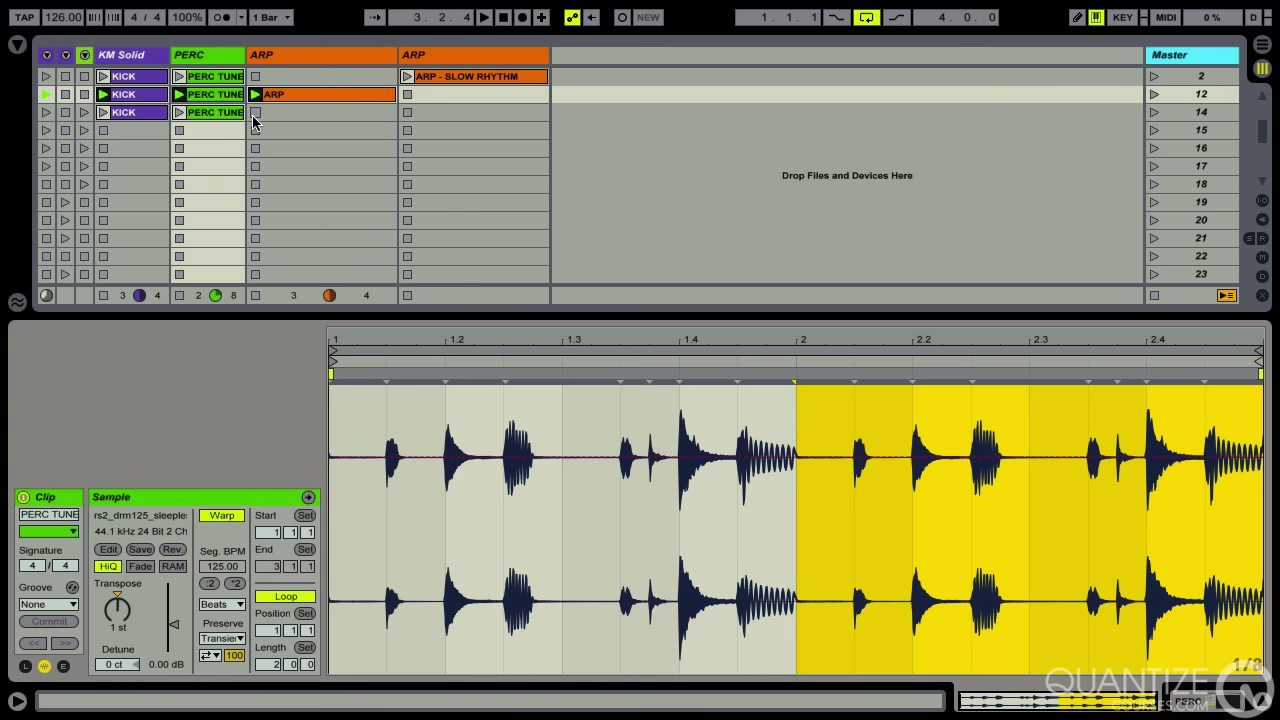 TAP 126.00 4 / 4 100% 1 Bar 3. 2. 4 NEW 1. 1. 1 4. 0. 0 KEY MIDI 0 % D
KM Solid PERC ARP ARP Master
KICK PERC TUNE ARP - SLOW RHYTHM 2
KICK PERC TUNE ARP 12
KICK PERC TUNE 14
15
16
Drop Files and Devices Here
17
18
19
20
21
22
23
3 4 2 8 3 4
I-O
S R
M
D
X
1 1.2 1.3 1.4 2 2.2 2.3 2.4
Clip
PERC TUNE
Signature
4 / 4
Groove
None
Commit
<< >>
L E
Sample
rs2_drm125_sleeple
44.1 kHz 24 Bit 2 Ch
Edit Save Rev.
HiQ Fade RAM
Transpose
1 st
Detune
0 ct 0.00 dB
Warp
Seg. BPM
125.00
:2 *2
Beats
Preserve
Transie
100
Start Set
1 1 1
End Set
3 1 1
Loop
Position Set
1 1 1
Length Set
2 0 0
1/8
QUANTIZE
COURSES.COM